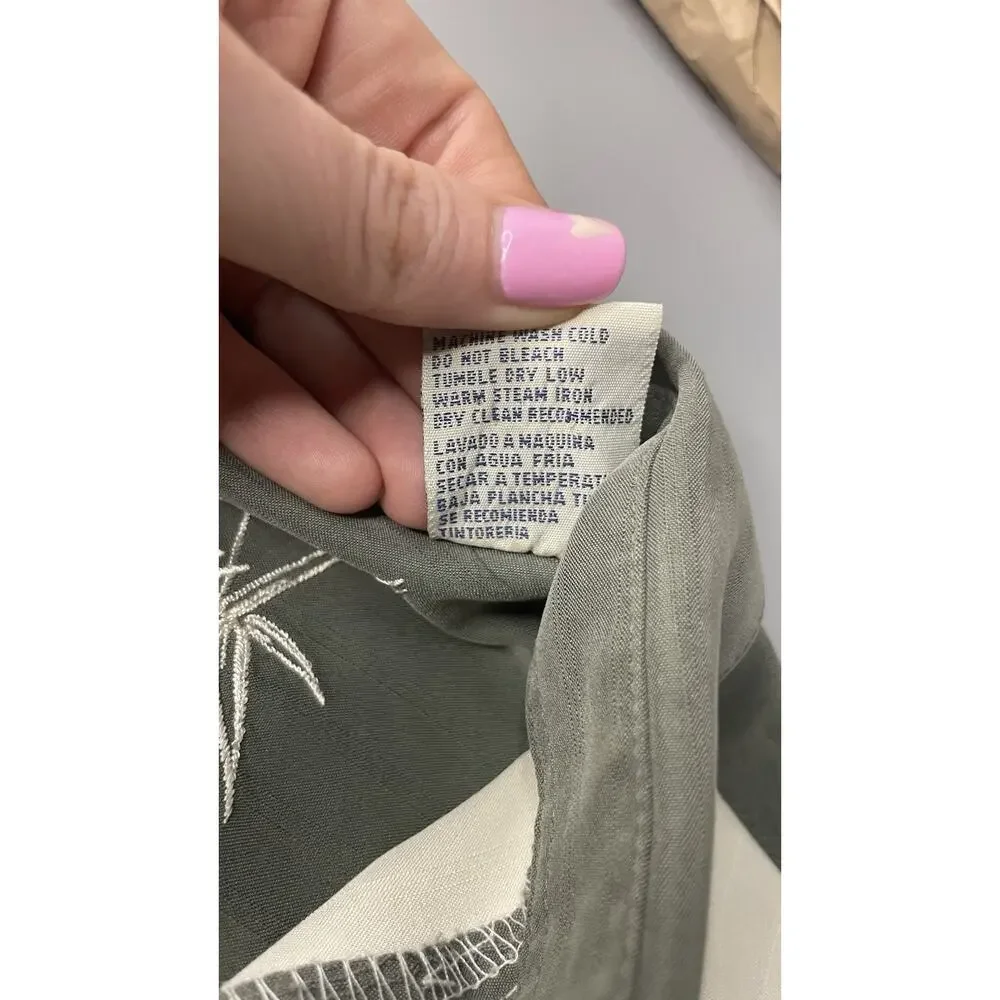 MACHINE WASH COLD
DO NOT BLEACH
TUMBLE DRY LOW
WARM STEAM IRON
DRY CLEAN RECOMMENDED
LAVADO A MAQUINA
CON AGUA FRIA
SECAR A TEMPERAT
BAJA PLANCHA
SE RECOMIENDA
TINTORERIA